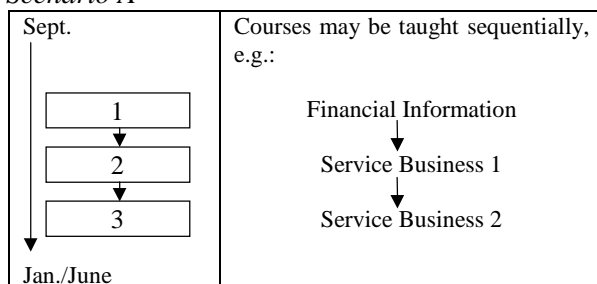 Scenario A
Sept.
1
2
3
Jan./June
Courses may be taught sequentially,
e.g.:
Financial Information
Service Business 1
Service Business 2